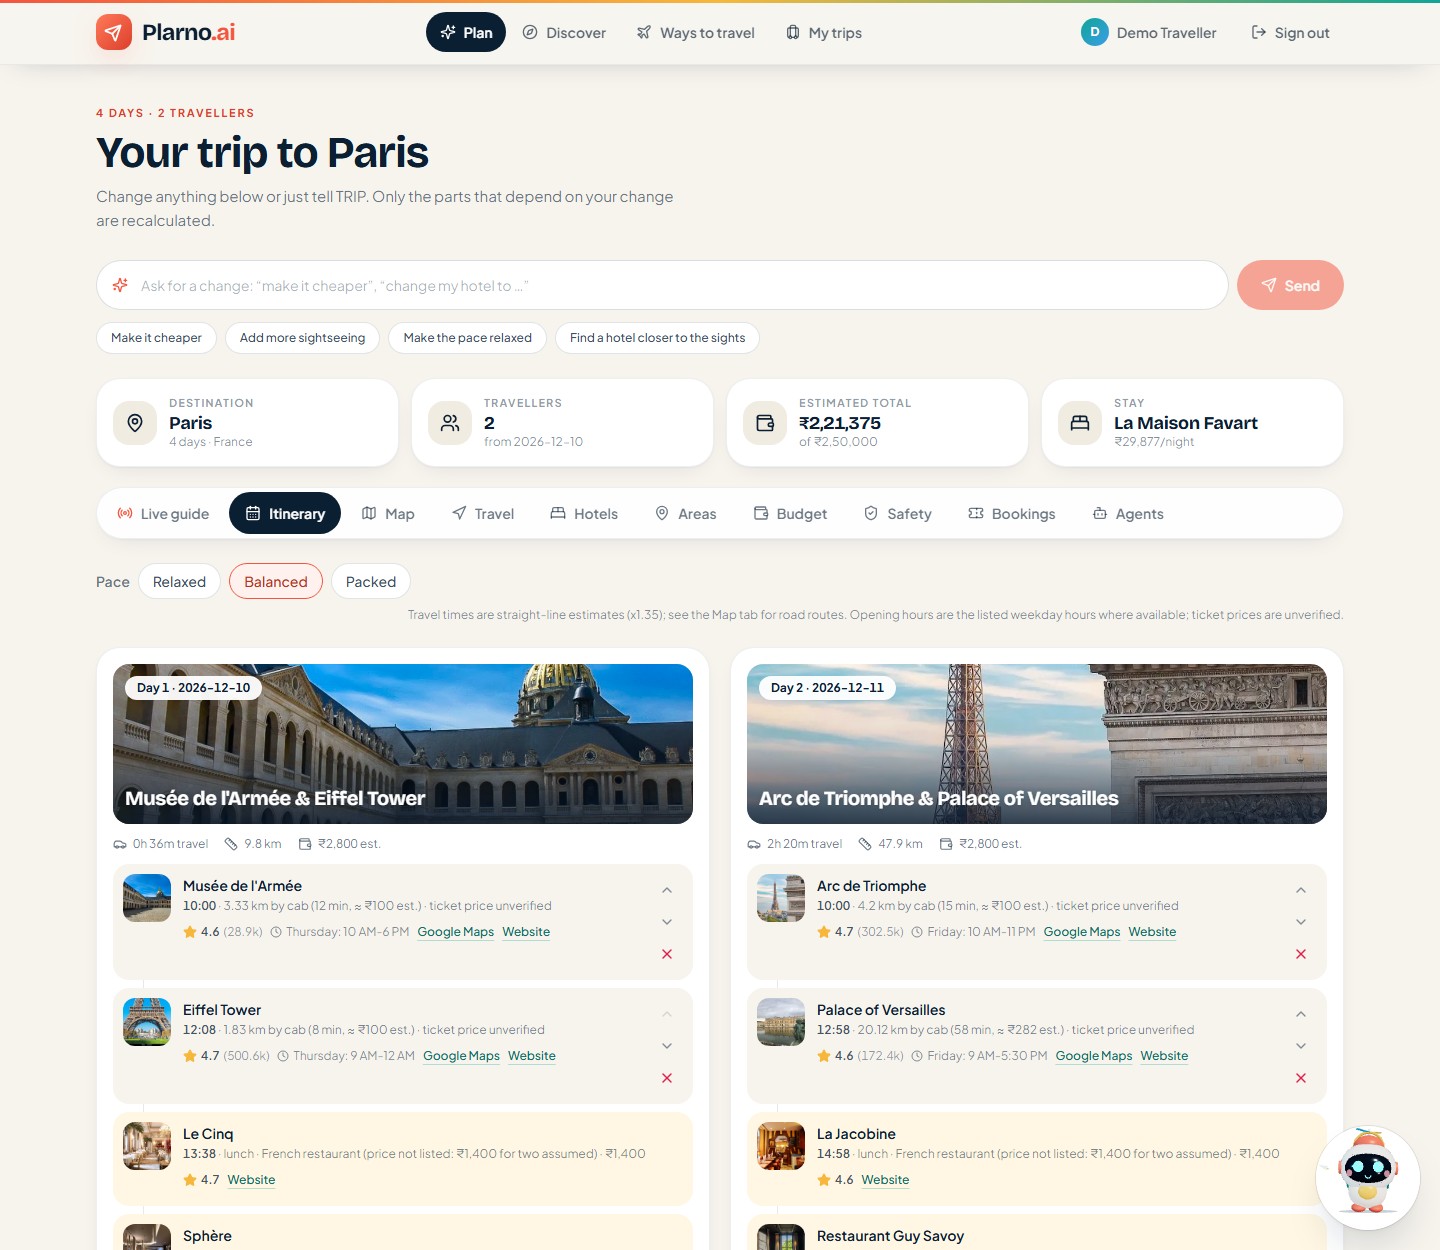 Plarno.ai
Plan
Discover
Ways to travel
My trips
D
Demo Traveller
Sign out
4 DAYS · 2 TRAVELLERS
Your trip to Paris
Change anything below or just tell TRIP. Only the parts that depend on your change
are recalculated.
Ask for a change: “make it cheaper”, “change my hotel to …”
Send
Make it cheaper
Add more sightseeing
Make the pace relaxed
Find a hotel closer to the sights
DESTINATION
Paris
4 days · France
TRAVELLERS
2
from 2026-12-10
ESTIMATED TOTAL
₹2,21,375
of ₹2,50,000
STAY
La Maison Favart
₹29,877/night
Live guide
Itinerary
Map
Travel
Hotels
Areas
Budget
Safety
Bookings
Agents
Pace
Relaxed
Balanced
Packed
Travel times are straight-line estimates (x1.35); see the Map tab for road routes. Opening hours are the listed weekday hours where available; ticket prices are unverified.
Day 1 · 2026-12-10
Musée de l'Armée & Eiffel Tower
0h 36m travel
9.8 km
₹2,800 est.
Musée de l'Armée
10:00 · 3.33 km by cab (12 min, ≈ ₹100 est.) · ticket price unverified
4.6 (28.9k) Thursday: 10 AM–6 PM Google Maps Website
Eiffel Tower
12:08 · 1.83 km by cab (8 min, ≈ ₹100 est.) · ticket price unverified
4.7 (500.6k) Thursday: 9 AM–12 AM Google Maps Website
Le Cinq
13:38 · lunch · French restaurant (price not listed: ₹1,400 for two assumed) · ₹1,400
4.7 Website
Sphère
Day 2 · 2026-12-11
Arc de Triomphe & Palace of Versailles
2h 20m travel
47.9 km
₹2,800 est.
Arc de Triomphe
10:00 · 4.2 km by cab (15 min, ≈ ₹100 est.) · ticket price unverified
4.7 (302.5k) Friday: 10 AM–11 PM Google Maps Website
Palace of Versailles
12:58 · 20.12 km by cab (58 min, ≈ ₹282 est.) · ticket price unverified
4.6 (172.4k) Friday: 9 AM–5:30 PM Google Maps Website
La Jacobine
14:58 · lunch · French restaurant (price not listed: ₹1,400 for two assumed) · ₹1,400
4.6 Website
Restaurant Guy Savoy